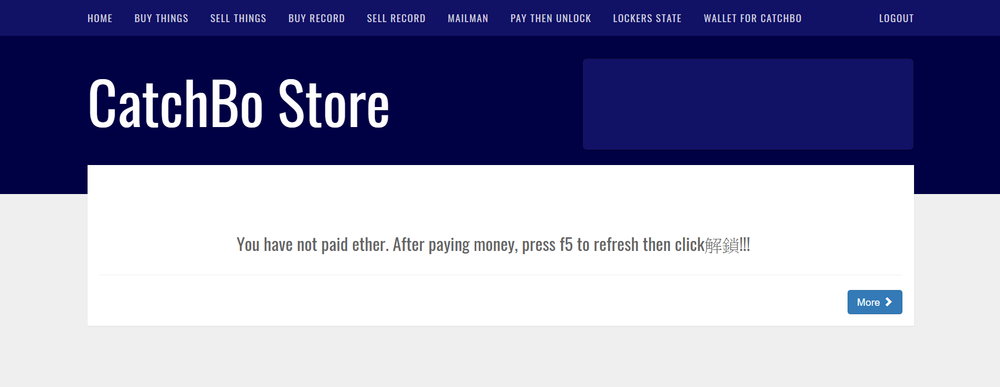 HOME BUY THINGS SELL THINGS BUY RECORD SELL RECORD MAILMAN PAY THEN UNLOCK LOCKERS STATE WALLET FOR CATCHBO LOGOUT
CatchBo Store
You have not paid ether. After paying money, press f5 to refresh then click解鎖!!!
More